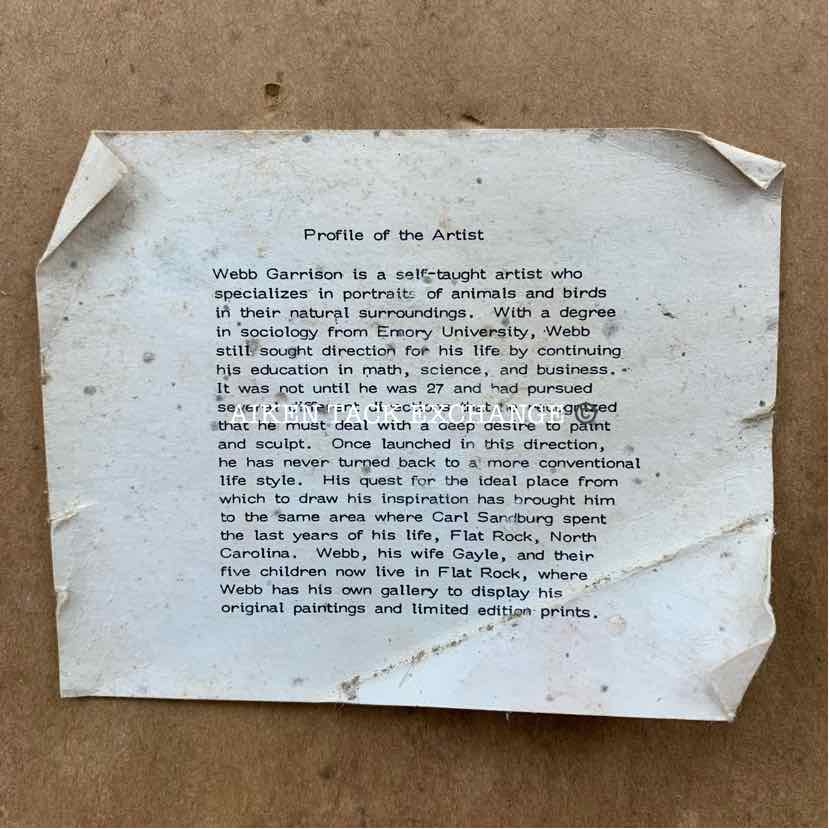 Profile of the Artist
Webb Garrison is a self-taught artist who
specializes in portraits of animals and birds
in their natural surroundings. With a degree
in sociology from Emory University, Webb
still sought direction for his life by continuing
his education in math, science, and business.
It was not until he was 27 and had pursued
different
AIKEN TACK EXCHANGE
that he must deal with a deep desire to paint
and sculpt. Once launched in this direction,
he has never turned back to a more conventional
life style. His quest for the ideal place from
which to draw his inspiration has brought him
to the same area where Carl Sandburg spent
the last years of his life, Flat Rock, North
Carolina. Webb, his wife Gayle, and their
five children now live in Flat Rock, where
Webb has his own gallery to display his
original paintings and limited edition prints.